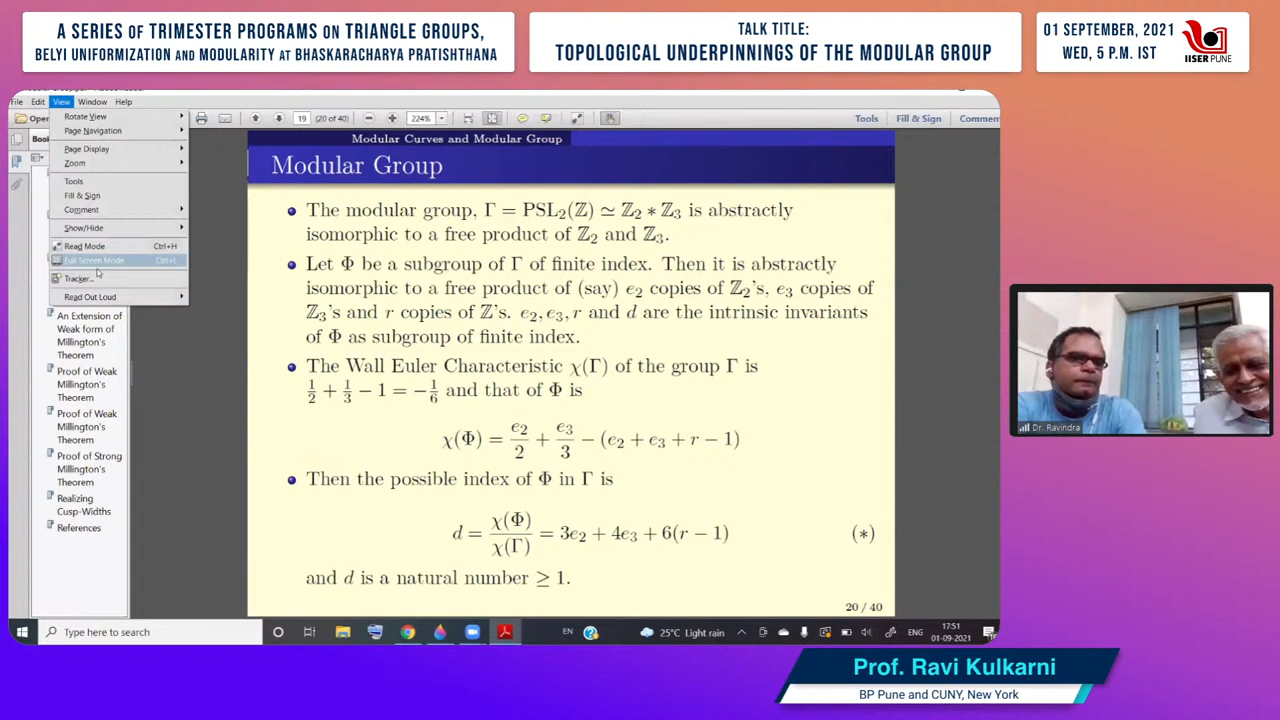 A SERIES OF TRIMESTER PROGRAMS ON TRIANGLE GROUPS,
BELYI UNIFORMIZATION AND MODULARITY AT BHASKARACHARYA PRATISHTHANA
TALK TITLE:
TOPOLOGICAL UNDERPINNINGS OF THE MODULAR GROUP
01 SEPTEMBER, 2021
WED, 5 P.M. IST
IISER PUNE
File Edit View Window Help
Open
19 (20 of 40) 224%
Tools Fill & Sign Comment
Rotate View
Page Navigation
Page Display
Zoom
Tools
Fill & Sign
Comment
Show/Hide
Read Mode Ctrl+H
Full Screen Mode Ctrl+L
Tracker...
Read Out Loud
An Extension of
Weak form of
Millington's
Theorem
Proof of Weak
Millington's
Theorem
Proof of Weak
Millington's
Theorem
Proof of Strong
Millington's
Theorem
Realizing
Cusp-Widths
References
Modular Curves and Modular Group
Modular Group
The modular group, Γ = PSL₂(ℤ) ≃ ℤ₂ ∗ ℤ₃ is abstractly
isomorphic to a free product of ℤ₂ and ℤ₃.
Let Φ be a subgroup of Γ of finite index. Then it is abstractly
isomorphic to a free product of (say) e₂ copies of ℤ₂'s, e₃ copies of
ℤ₃'s and r copies of ℤ's. e₂, e₃, r and d are the intrinsic invariants
of Φ as subgroup of finite index.
The Wall Euler Characteristic χ(Γ) of the group Γ is
1/2 + 1/3 − 1 = −1/6 and that of Φ is
χ(Φ) = e₂/2 + e₃/3 − (e₂ + e₃ + r − 1)
Then the possible index of Φ in Γ is
d = χ(Φ)/χ(Γ) = 3e₂ + 4e₃ + 6(r − 1) (∗)
and d is a natural number ≥ 1.
20 / 40
Dr. Ravindra
Type here to search
EN
25°C Light rain
ENG
17:51
01-09-2021
Prof. Ravi Kulkarni
BP Pune and CUNY, New York